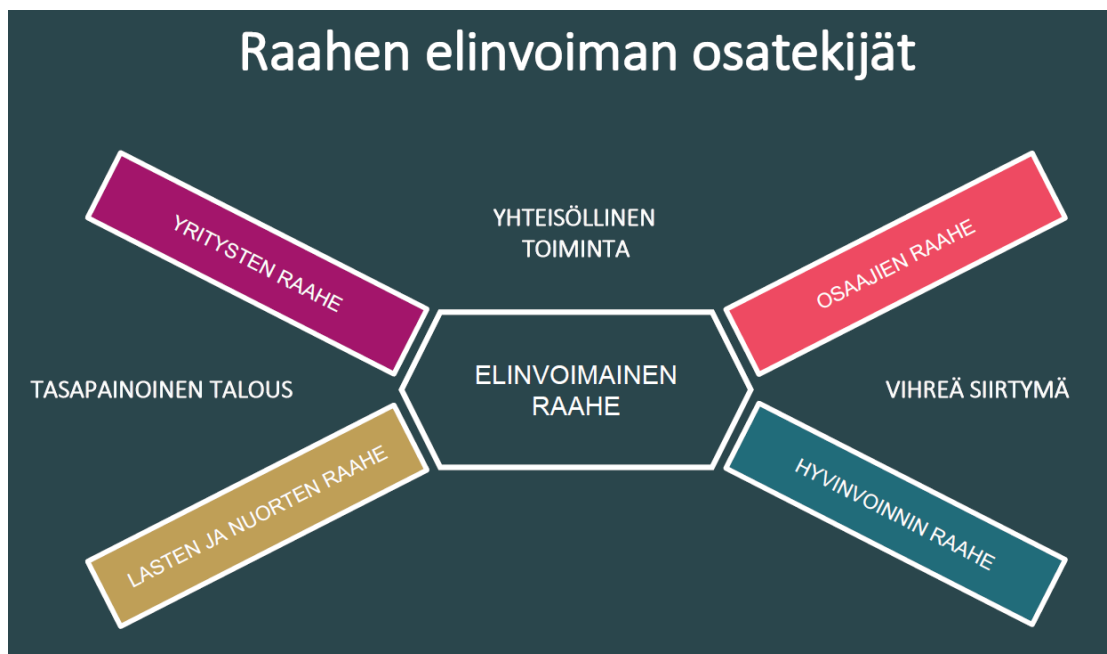 Raahen elinvoiman osatekijät
YRITYSTEN RAAHE
YHTEISÖLLINEN
TOIMINTA
OSAAJIEN RAAHE
TASAPAINOINEN TALOUS
ELINVOIMAINEN
RAAHE
VIHREÄ SIIRTYMÄ
LASTEN JA NUORTEN RAAHE
HYVINVOINNIN RAAHE